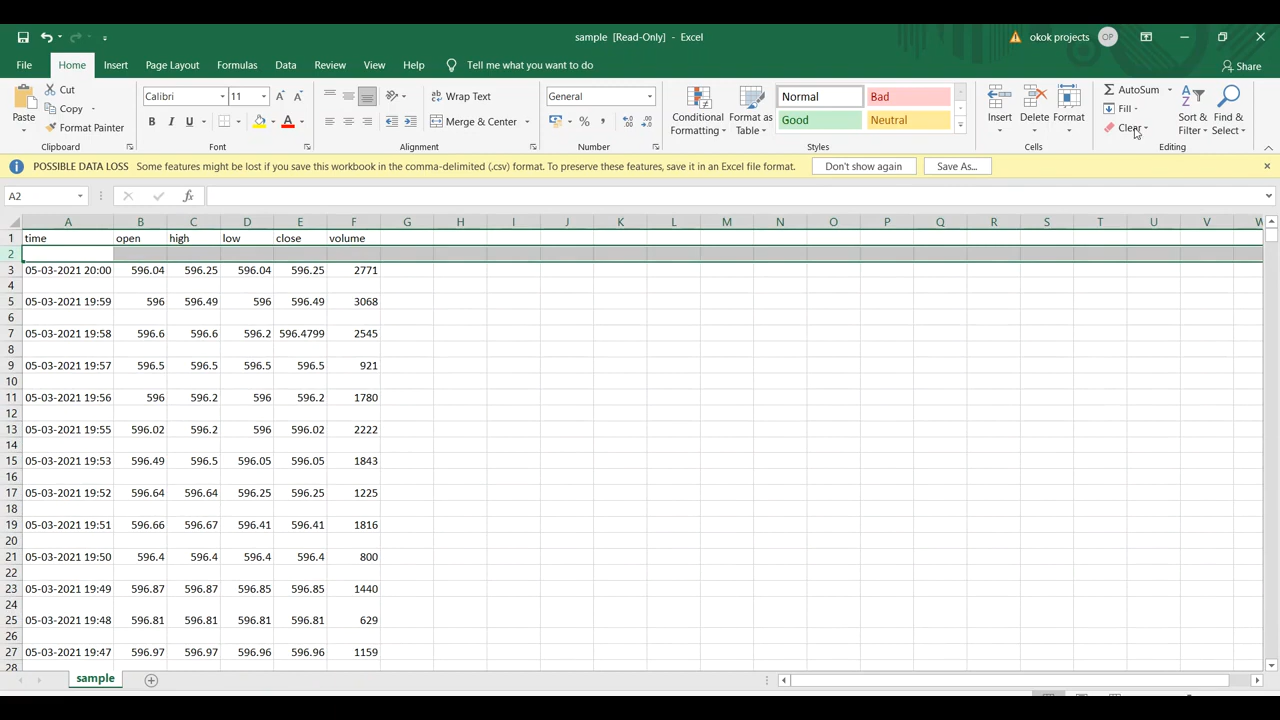 sample [Read-Only] - Excel
okok projects OP
File Home Insert Page Layout Formulas Data Review View Help Tell me what you want to do Share
Paste
Cut
Copy
Format Painter
Clipboard
Calibri 11
B I U
Font
Wrap Text
Merge & Center
Alignment
General
% ,
Number
Conditional Formatting
Format as Table
Normal Bad
Good Neutral
Styles
Insert Delete Format
Cells
AutoSum
Fill
Clear
Sort & Filter
Find & Select
Editing
POSSIBLE DATA LOSS Some features might be lost if you save this workbook in the comma-delimited (.csv) format. To preserve these features, save it in an Excel file format. Don't show again Save As...
A2 fx
A B C D E F G H I J K L M N O P Q R S T U V W
1 time open high low close volume
2
3 05-03-2021 20:00 596.04 596.25 596.04 596.25 2771
4
5 05-03-2021 19:59 596 596.49 596 596.49 3068
6
7 05-03-2021 19:58 596.6 596.6 596.2 596.4799 2545
8
9 05-03-2021 19:57 596.5 596.5 596.5 596.5 921
10
11 05-03-2021 19:56 596 596.2 596 596.2 1780
12
13 05-03-2021 19:55 596.02 596.2 596 596.02 2222
14
15 05-03-2021 19:53 596.49 596.5 596.05 596.05 1843
16
17 05-03-2021 19:52 596.64 596.64 596.25 596.25 1225
18
19 05-03-2021 19:51 596.66 596.67 596.41 596.41 1816
20
21 05-03-2021 19:50 596.4 596.4 596.4 596.4 800
22
23 05-03-2021 19:49 596.87 596.87 596.85 596.85 1440
24
25 05-03-2021 19:48 596.81 596.81 596.81 596.81 629
26
27 05-03-2021 19:47 596.97 596.97 596.96 596.96 1159
28
sample